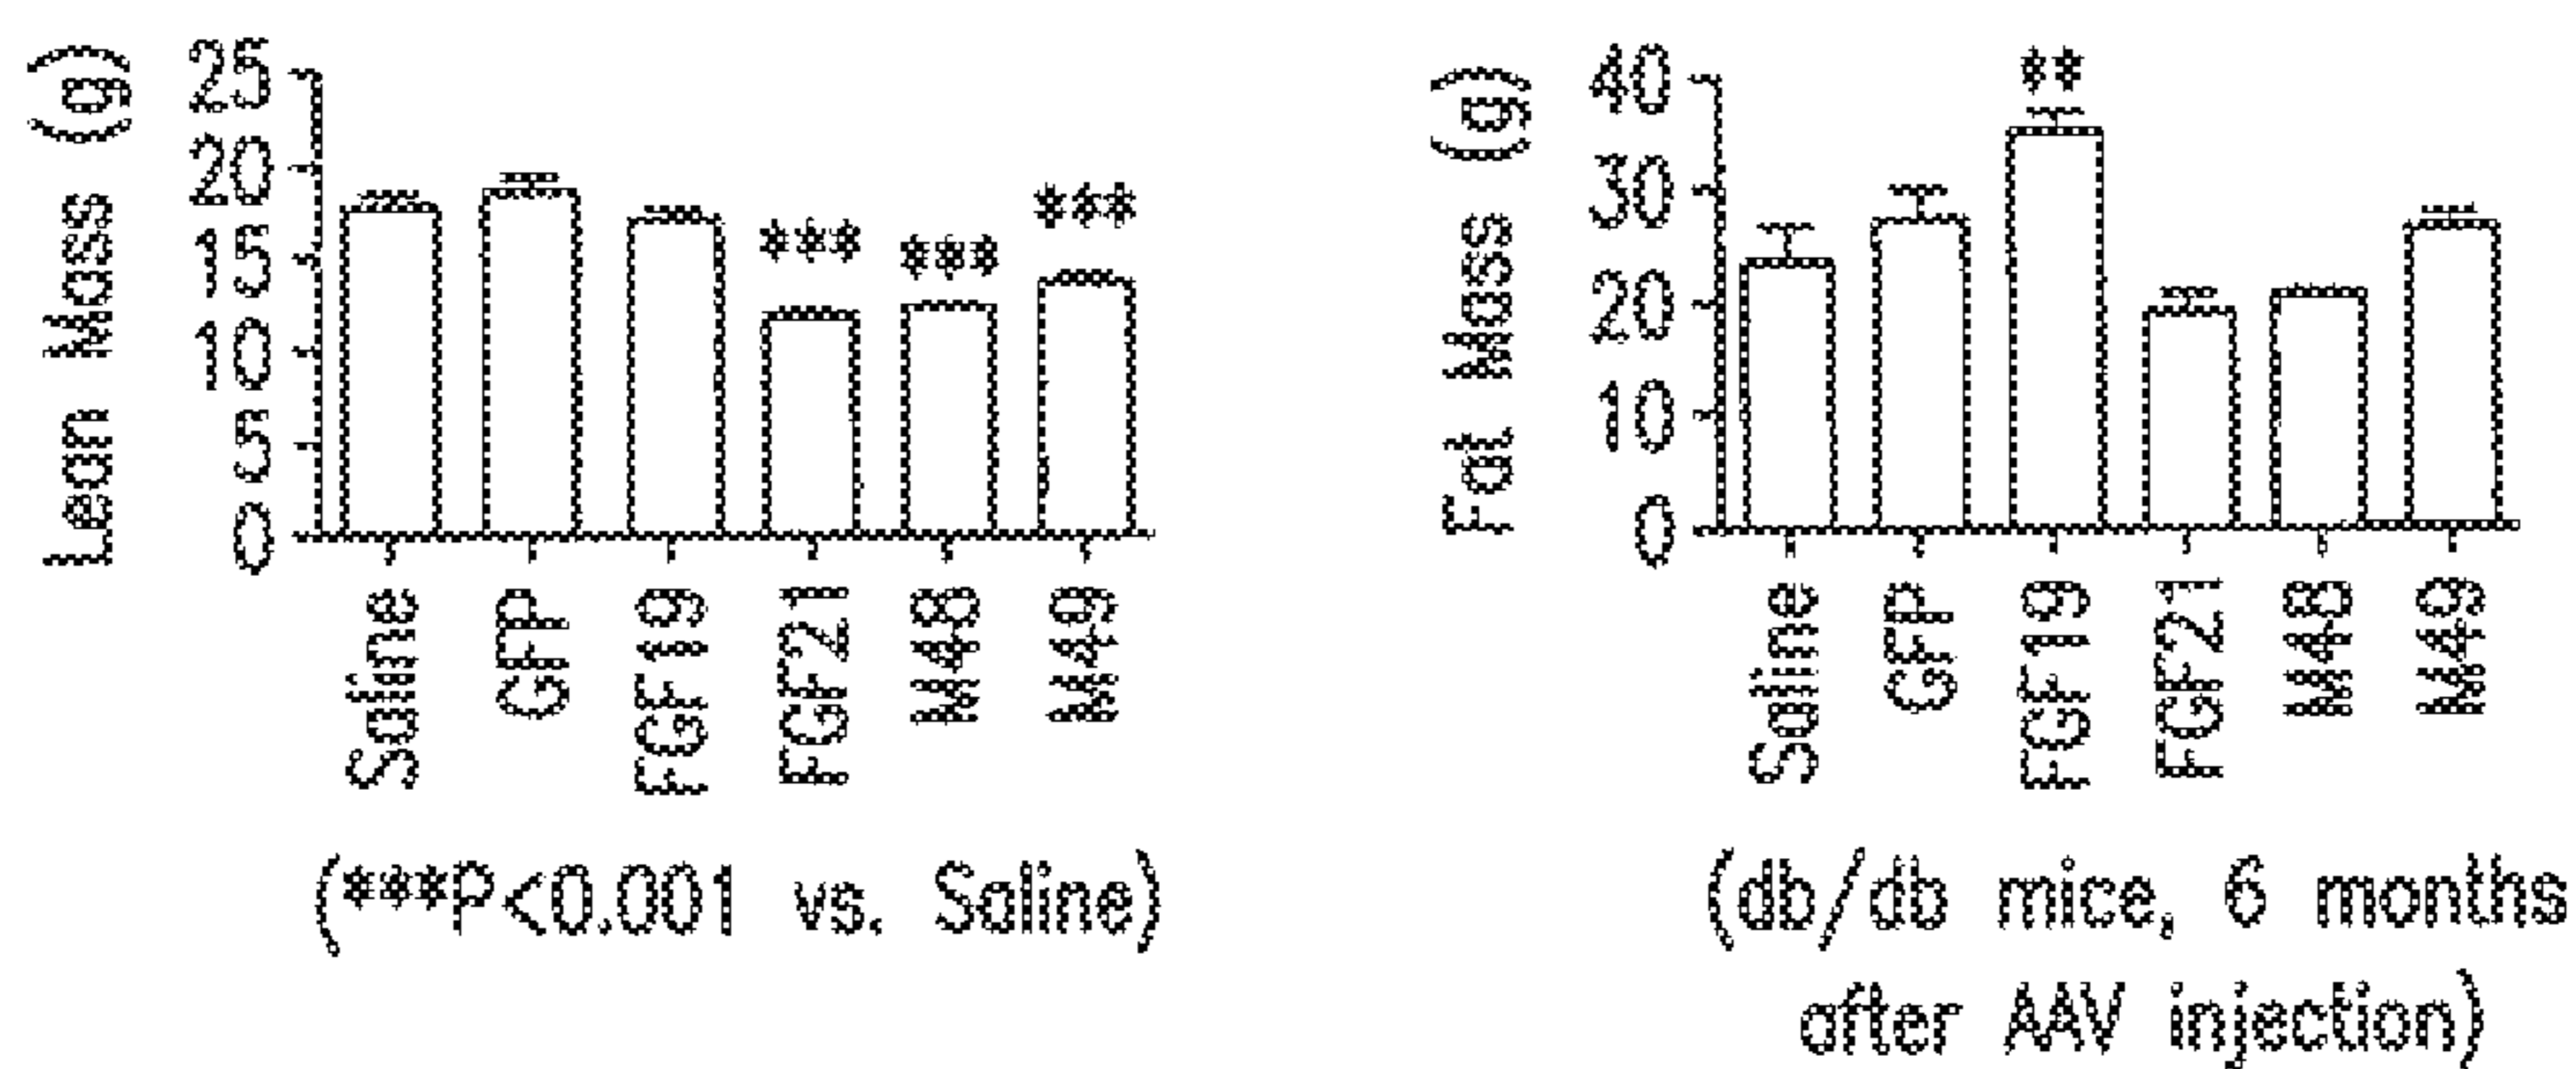 Lean Mass (g)
25
20
15
10
5
0
***
***
***
Saline
GFP
FGF19
FGF21
M48
M49
(***P<0.001 vs. Saline)
Fat Mass (g)
40
30
20
10
0
**
Saline
GFP
FGF19
FGF21
M48
M49
(db/db mice, 6 months
after AAV injection)